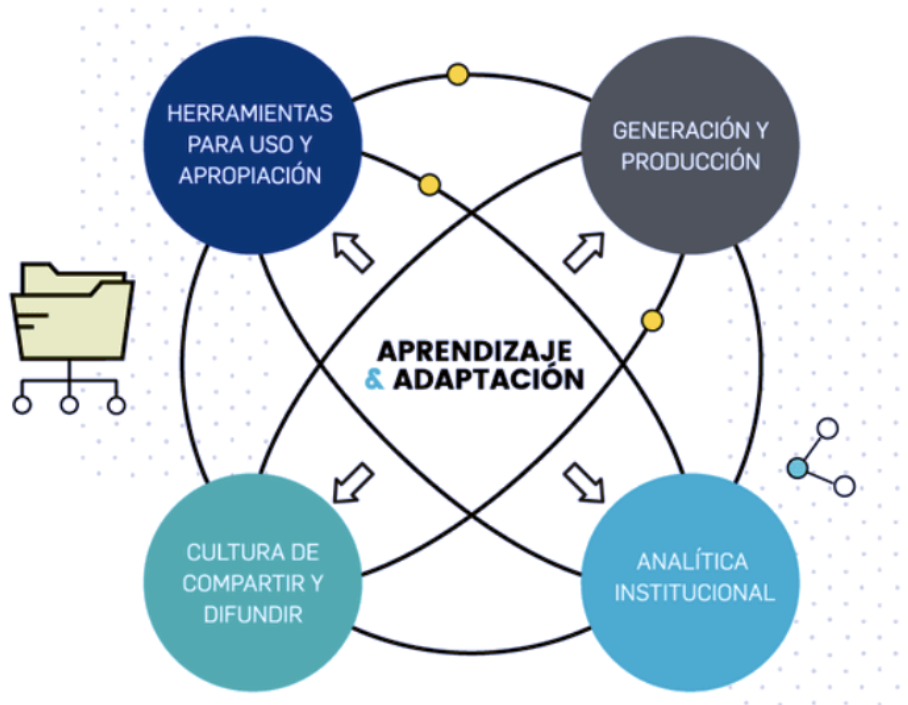 HERRAMIENTAS
PARA USO Y
APROPIACIÓN
GENERACIÓN Y
PRODUCCIÓN
APRENDIZAJE
& ADAPTACIÓN
CULTURA DE
COMPARTIR Y
DIFUNDIR
ANALÍTICA
INSTITUCIONAL